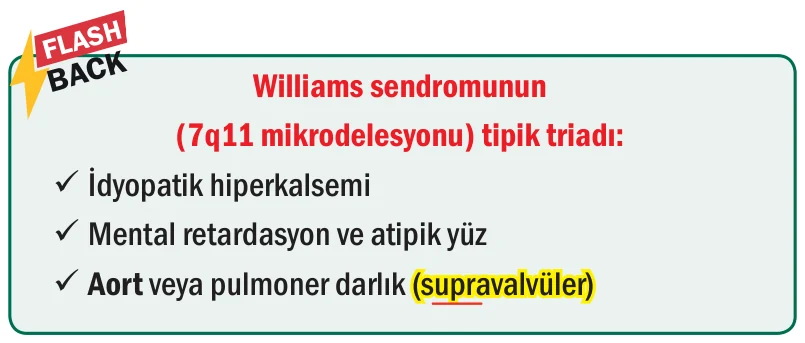 FLASH
BACK
Williams sendromunun
(7q11 mikrodelesyonu) tipik triadı:
✓ İdyopatik hiperkalsemi
✓ Mental retardasyon ve atipik yüz
✓ Aort veya pulmoner darlık (supravalvüler)